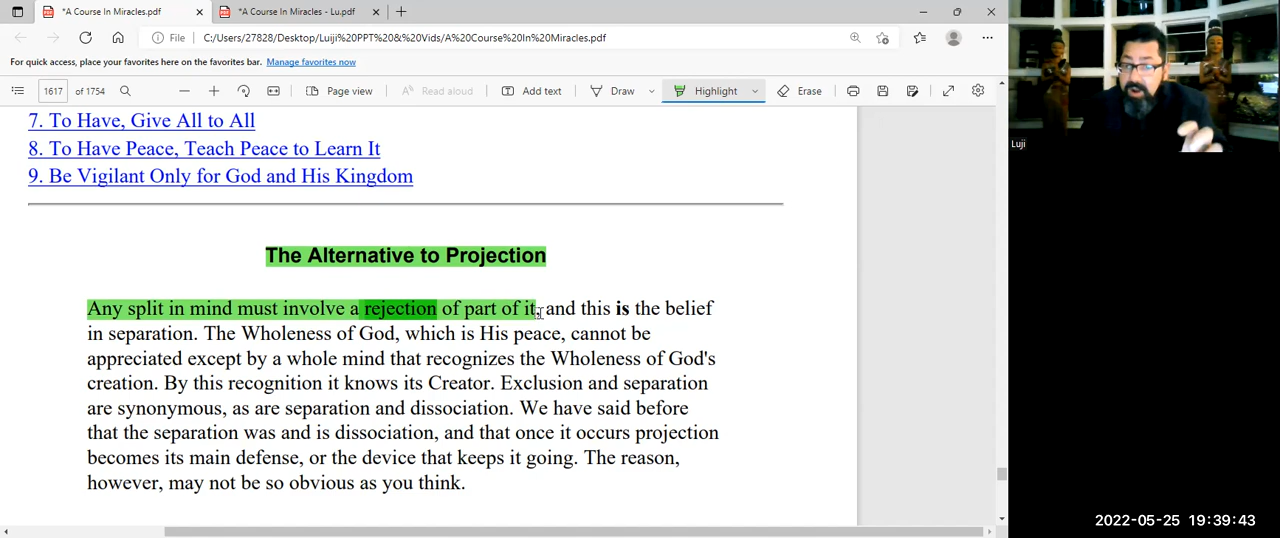 *A Course In Miracles.pdf
*A Course In Miracles - Lu.pdf
File
C:/Users/27828/Desktop/Luiji%20PPT%20&%20Vids/A%20Course%20In%20Miracles.pdf
For quick access, place your favorites here on the favorites bar. Manage favorites now
1617 of 1754
Page view
Read aloud
Add text
Draw
Highlight
Erase
7. To Have, Give All to All
8. To Have Peace, Teach Peace to Learn It
9. Be Vigilant Only for God and His Kingdom
The Alternative to Projection
Any split in mind must involve a rejection of part of it, and this is the belief
in separation. The Wholeness of God, which is His peace, cannot be
appreciated except by a whole mind that recognizes the Wholeness of God's
creation. By this recognition it knows its Creator. Exclusion and separation
are synonymous, as are separation and dissociation. We have said before
that the separation was and is dissociation, and that once it occurs projection
becomes its main defense, or the device that keeps it going. The reason,
however, may not be so obvious as you think.
Luji
2022-05-25 19:39:43